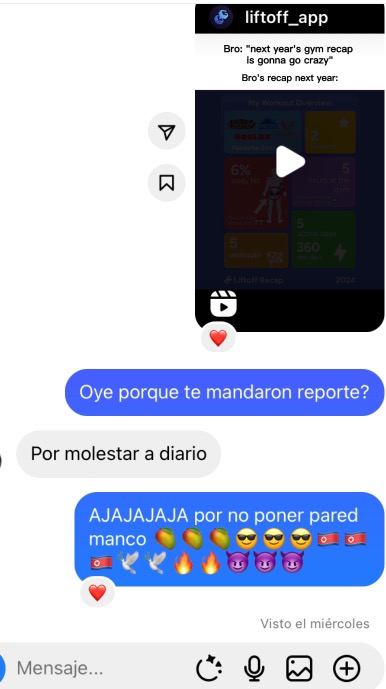 liftoff_app
Bro: "next year's gym recap
is gonna go crazy"
Bro's recap next year:
My Workout Overview
2
6%
5
5
5
360
Liftoff Recap
2024
Oye porque te mandaron reporte?
Por molestar a diario
AJAJAJAJA por no poner pared
manco 🥭🥭🥭😎😎😎🇰🇵🇰🇵
🇰🇵🕊️🕊️🔥🔥😈😈😈
Visto el miércoles
Mensaje...